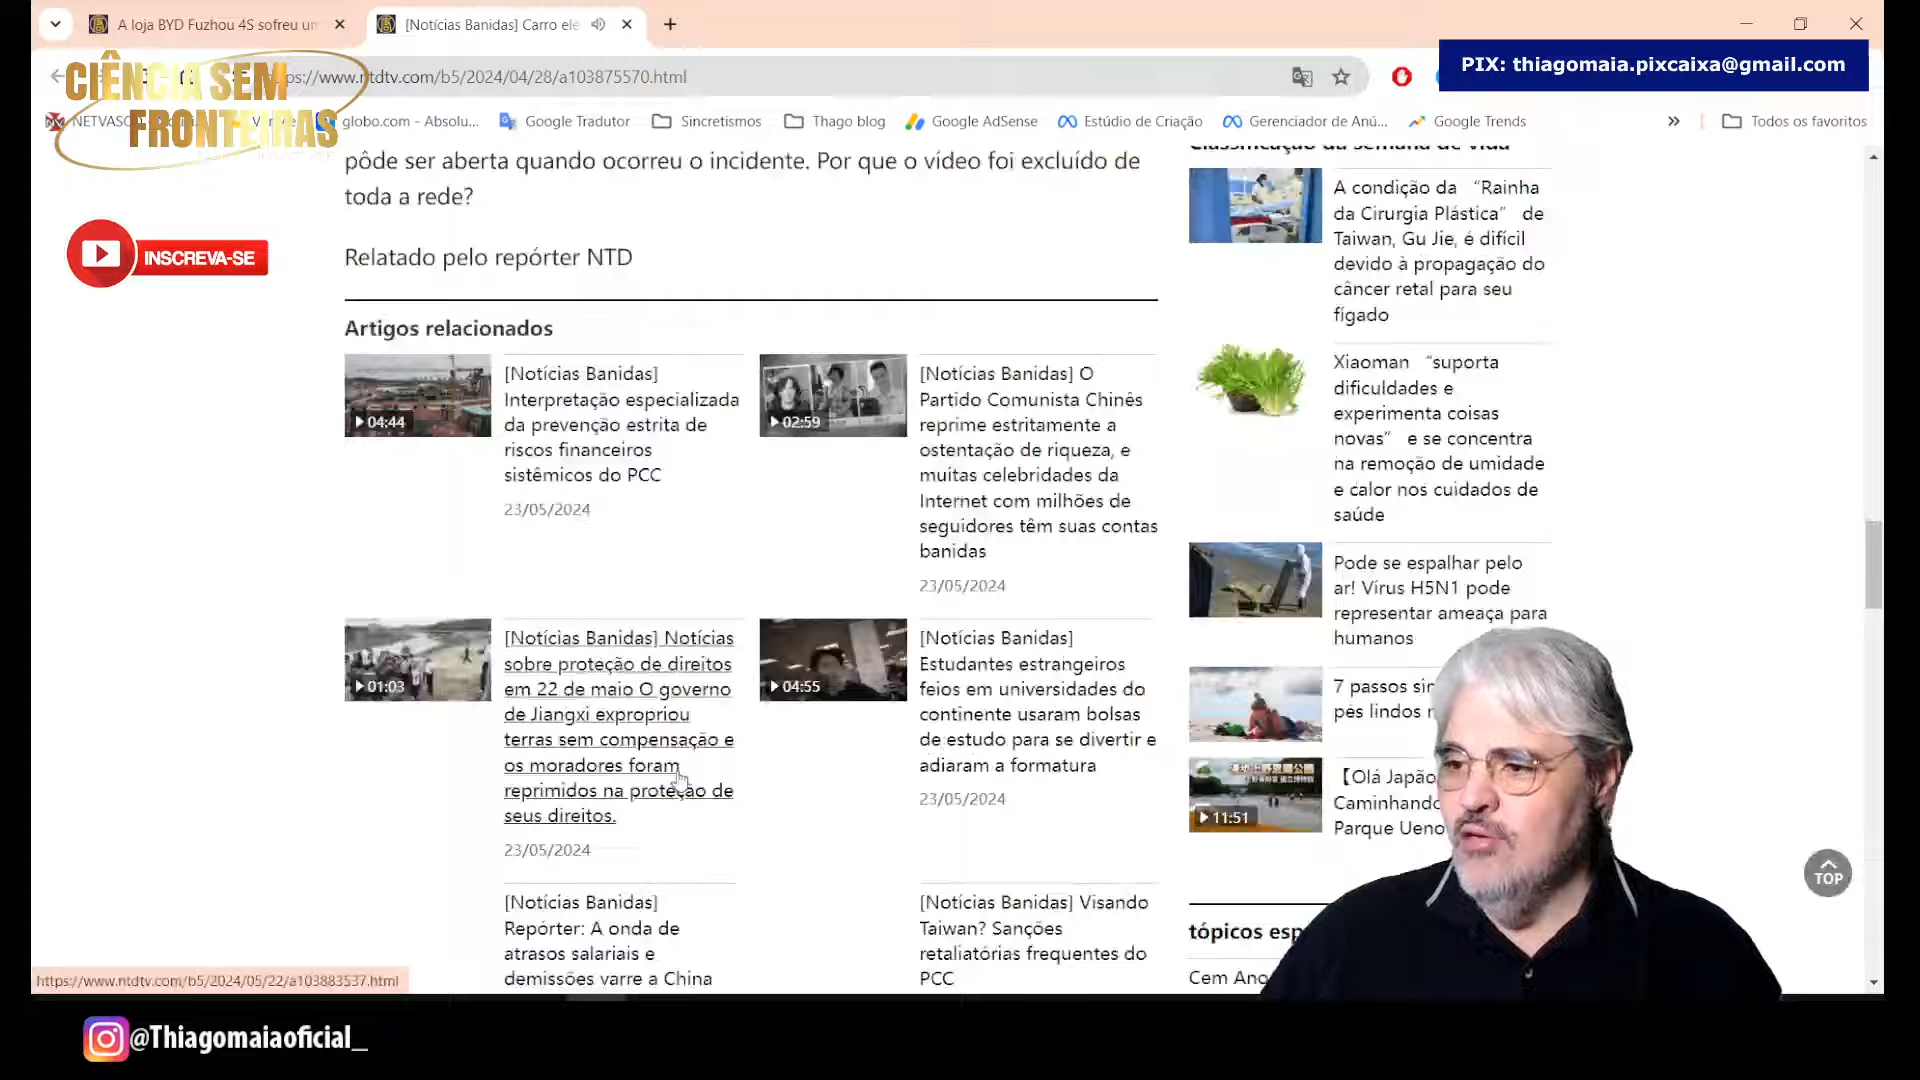 A loja BYD Fuzhou 4S sofreu um
[Notícias Banidas] Carro ele
CIÊNCIA SEM
FRONTEIRAS
ps://www.ntdtv.com/b5/2024/04/28/a103875570.html
PIX: thiagomaia.pixcaixa@gmail.com
NETVASC
globo.com - Absolu...
Google Tradutor
Sincretismos
Thago blog
Google AdSense
Estúdio de Criação
Gerenciador de Anú...
Google Trends
»
Todos os favoritos
pôde ser aberta quando ocorreu o incidente. Por que o vídeo foi excluído de
toda a rede?
Relatado pelo repórter NTD
INSCREVA-SE
Artigos relacionados
04:44
[Notícias Banidas]
Interpretação especializada
da prevenção estrita de
riscos financeiros
sistêmicos do PCC
23/05/2024
02:59
[Notícias Banidas] O
Partido Comunista Chinês
reprime estritamente a
ostentação de riqueza, e
muitas celebridades da
Internet com milhões de
seguidores têm suas contas
banidas
23/05/2024
01:03
[Notícias Banidas] Notícias
sobre proteção de direitos
em 22 de maio O governo
de Jiangxi expropriou
terras sem compensação e
os moradores foram
reprimidos na proteção de
seus direitos.
23/05/2024
04:55
[Notícias Banidas]
Estudantes estrangeiros
feios em universidades do
continente usaram bolsas
de estudo para se divertir e
adiaram a formatura
23/05/2024
[Notícias Banidas]
Repórter: A onda de
atrasos salariais e
demissões varre a China
[Notícias Banidas] Visando
Taiwan? Sanções
retaliatórias frequentes do
PCC
Classificação da semana de vida
A condição da “Rainha
da Cirurgia Plástica” de
Taiwan, Gu Jie, é difícil
devido à propagação do
câncer retal para seu
fígado
Xiaoman “suporta
dificuldades e
experimenta coisas
novas” e se concentra
na remoção de umidade
e calor nos cuidados de
saúde
Pode se espalhar pelo
ar! Vírus H5N1 pode
representar ameaça para
humanos
7 passos sim
pés lindos
11:51
【Olá Japão
Caminhando
Parque Ueno
TOP
tópicos esp
Cem Ano
https://www.ntdtv.com/b5/2024/05/22/a103883537.html
@Thiagomaiaoficial_